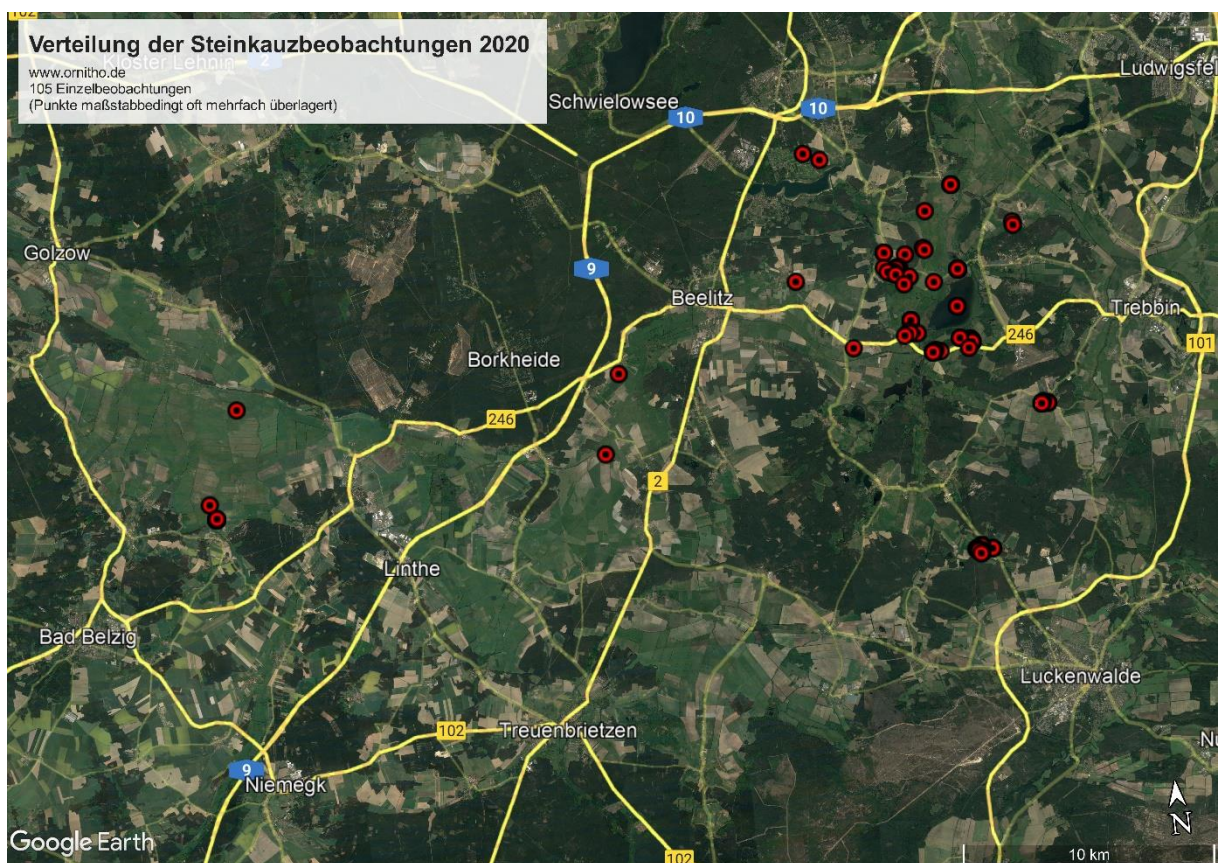 102
Verteilung der Steinkauzbeobachtungen 2020
Kloster Lehnin
2
www.ornitho.de
105 Einzelbeobachtungen
(Punkte maßstabbedingt oft mehrfach überlagert)
Ludwigsfel
Schwielowsee
10
10
Golzow
9
Beelitz
Trebbin
246
101
Borkheide
246
2
Linthe
Bad Belzig
Luckenwalde
102
Treuenbrietzen
Nu
9
Niemegk
N
Google Earth
102
10 km